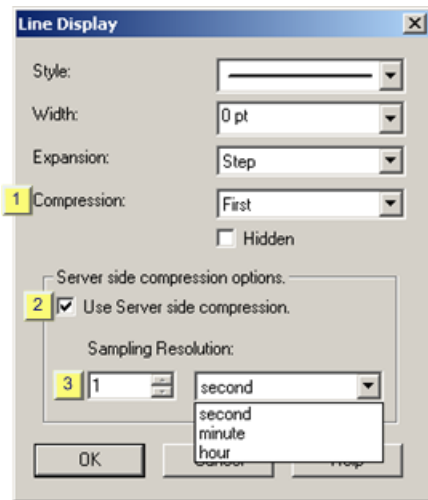 Line Display
Style:
Width: 0 pt
Expansion: Step
1 Compression: First
Hidden
Server side compression options.
2 Use Server side compression.
Sampling Resolution:
3 1 second
second
minute
hour
OK